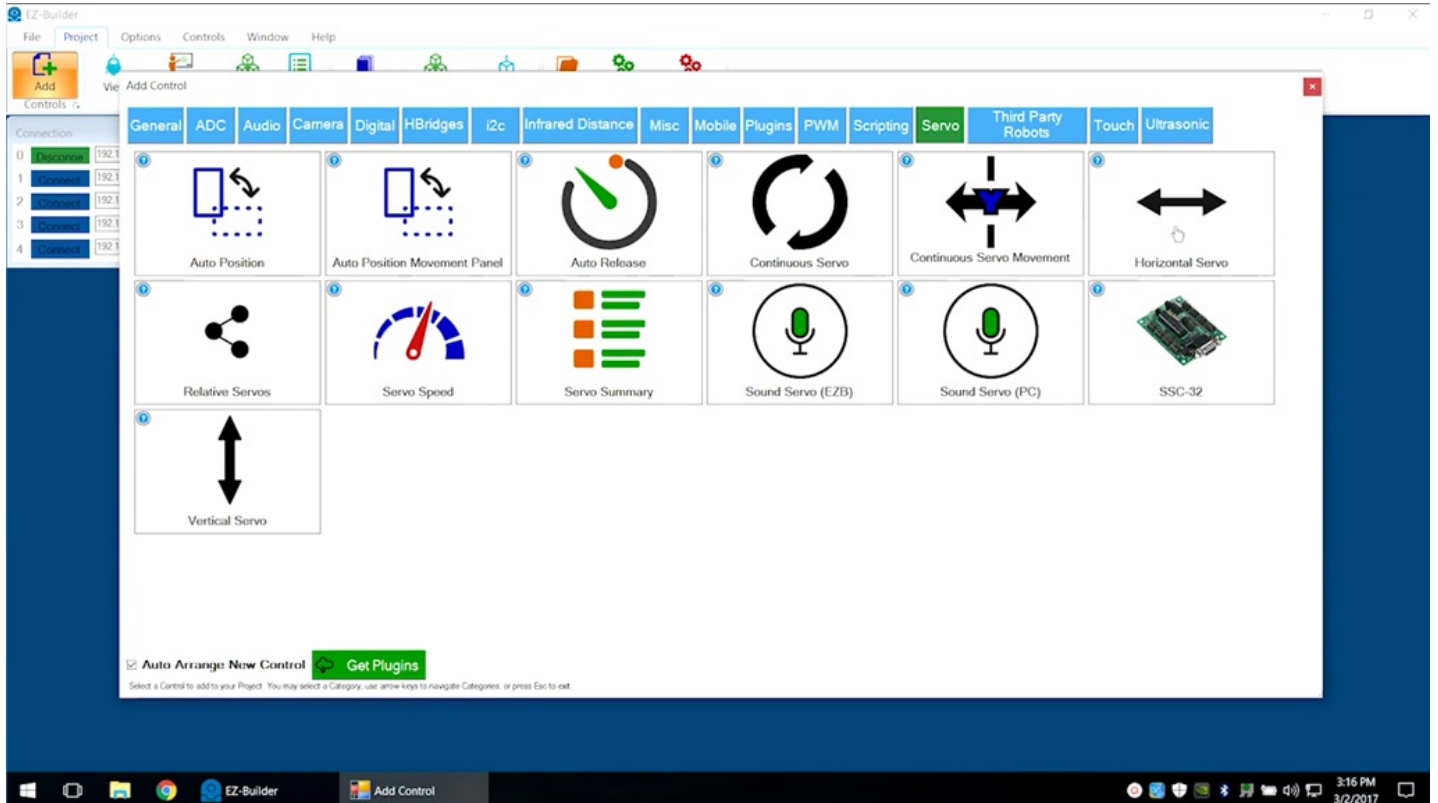 EZ-Builder
File Project Options Controls Window Help
Add
Vie
Controls
Add Control
General ADC Audio Camera Digital HBridges i2c Infrared Distance Misc Mobile Plugins PWM Scripting Servo Third Party Robots Touch Ultrasonic
Connection
0 Disconne 192.1
1 Connect 192.1
2 Connect 192.1
3 Connect 192.1
4 Connect 192.1
Auto Position Auto Position Movement Panel Auto Release Continuous Servo Continuous Servo Movement Horizontal Servo
Relative Servos Servo Speed Servo Summary Sound Servo (EZB) Sound Servo (PC) SSC-32
Vertical Servo
Auto Arrange New Control Get Plugins
Select a Control to add to your Project. You may select a Category, use arrow keys to navigate Categories, or press Esc to exit
EZ-Builder Add Control
3:16 PM
3/2/2017